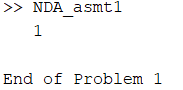 >> NDA_asmt1
1
End of Problem 1